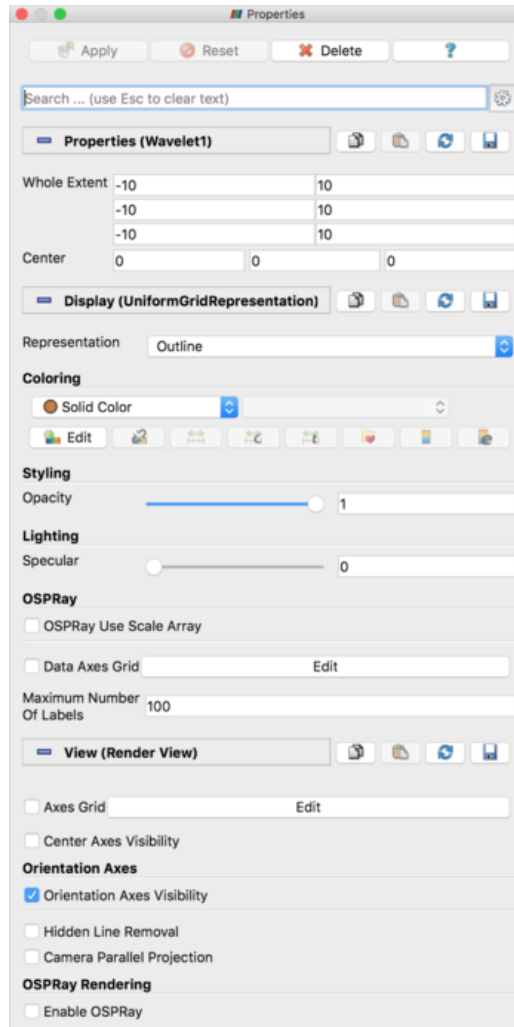 Properties
Apply Reset Delete ?
Search ... (use Esc to clear text)
Properties (Wavelet1)
Whole Extent -10 10
-10 10
-10 10
Center 0 0 0
Display (UniformGridRepresentation)
Representation Outline
Coloring
Solid Color
Edit
Styling
Opacity 1
Lighting
Specular 0
OSPRay
OSPRay Use Scale Array
Data Axes Grid Edit
Maximum Number
Of Labels 100
View (Render View)
Axes Grid Edit
Center Axes Visibility
Orientation Axes
Orientation Axes Visibility
Hidden Line Removal
Camera Parallel Projection
OSPRay Rendering
Enable OSPRay